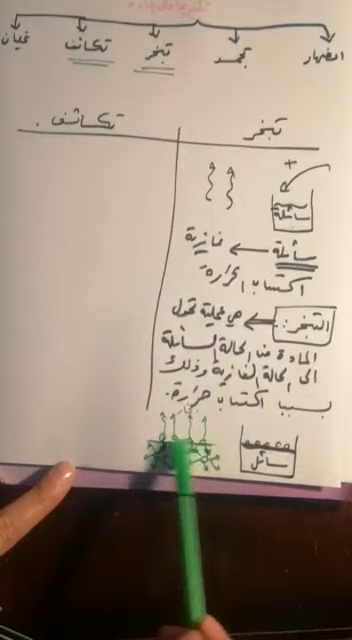 انصهار تجمد تبخر تكاثف غليان
تبخر
تكاثف
+
سائلة
سائلة ← غازية
اكتساب الحرارة
التبخر: هي عملية تحول
المادة من الحالة السائلة
الى الحالة الغازية وذلك
بسبب اكتساب حرارة.
سائل